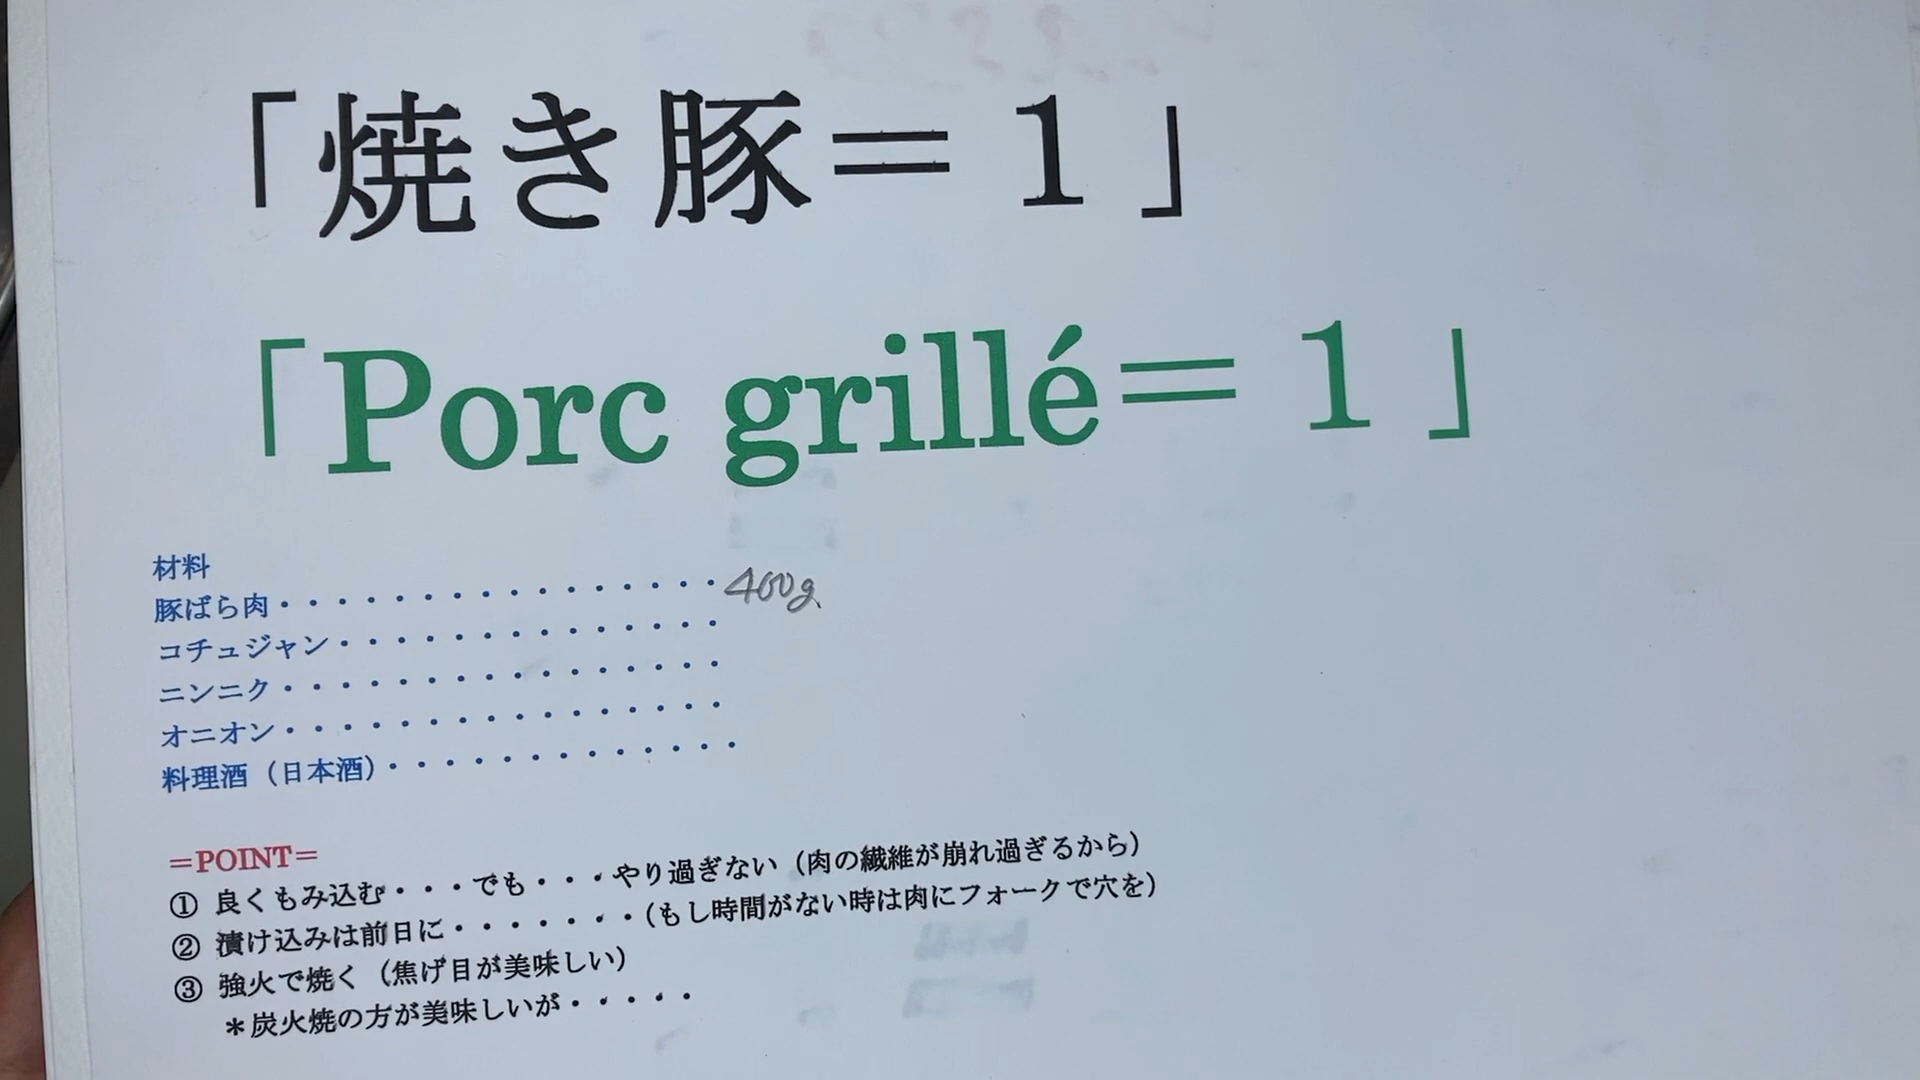 「焼き豚＝１」
「Porc grillé＝１」
材料
豚ばら肉・・・・・・・・・・・・・・・・400g
コチュジャン・・・・・・・・・・・・・・
ニンニク・・・・・・・・・・・・・・・・
オニオン・・・・・・・・・・・・・・・・
料理酒（日本酒）・・・・・・・・・・・・・
＝POINT＝
① 良くもみ込む・・・でも・・・やり過ぎない（肉の繊維が崩れ過ぎるから）
② 漬け込みは前日に・・・・・・・（もし時間がない時は肉にフォークで穴を）
③ 強火で焼く（焦げ目が美味しい）
＊炭火焼の方が美味しいが・・・・・